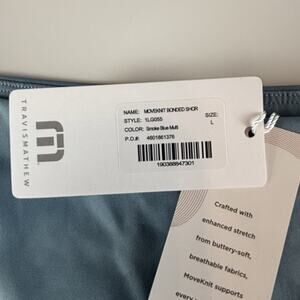 TRAVISMATHEW
NAME: MOVEKNIT BONDED SHOR
STYLE: 1LG055
COLOR: Smoke Blue Multi
P.O.#: 4601861376
SIZE:
L
190388847301
Crafted with
enhanced stretch
from buttery-soft,
breathable fabrics,
MoveKnit supports
every